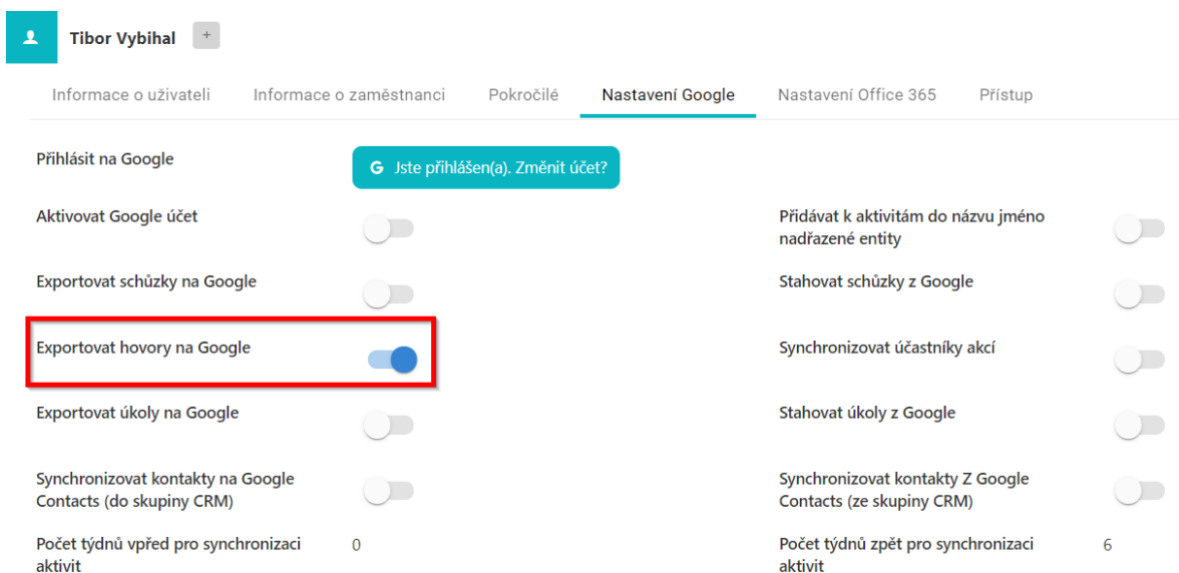 Tibor Vybihal +
Informace o uživateli Informace o zaměstnanci Pokročilé Nastavení Google Nastavení Office 365 Přístup
Přihlásit na Google
G Jste přihlášen(a). Změnit účet?
Aktivovat Google účet
Přidávat k aktivitám do názvu jméno
nadřazené entity
Exportovat schůzky na Google
Stahovat schůzky z Google
Exportovat hovory na Google
Synchronizovat účastníky akcí
Exportovat úkoly na Google
Stahovat úkoly z Google
Synchronizovat kontakty na Google
Contacts (do skupiny CRM)
Synchronizovat kontakty Z Google
Contacts (ze skupiny CRM)
Počet týdnů vpřed pro synchronizaci
aktivit
0
Počet týdnů zpět pro synchronizaci
aktivit
6